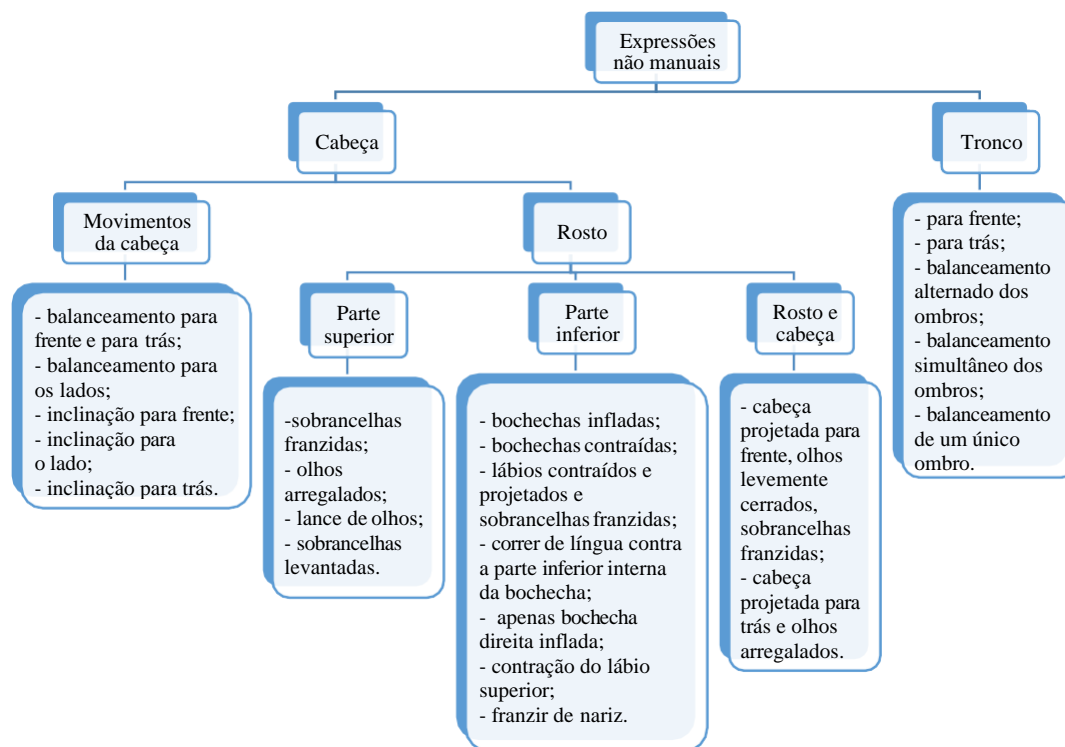 Expressões
não manuais
Cabeça
Tronco
Movimentos
da cabeça
Rosto
- para frente;
- para trás;
- balanceamento
alternado dos
ombros;
- balanceamento
simultâneo dos
ombros;
- balanceamento
de um único
ombro.
- balanceamento para
frente e para trás;
- balanceamento para
os lados;
- inclinação para frente;
- inclinação para
o lado;
- inclinação para trás.
Parte
superior
Parte
inferior
Rosto e
cabeça
-sobrancelhas
franzidas;
- olhos
arregalados;
- lance de olhos;
- sobrancelhas
levantadas.
- bochechas infladas;
- bochechas contraídas;
- lábios contraídos e
projetados e
sobrancelhas franzidas;
- correr de língua contra
a parte inferior interna
da bochecha;
- apenas bochecha
direita inflada;
- contração do lábio
superior;
- franzir de nariz.
- cabeça
projetada para
frente, olhos
levemente
cerrados,
sobrancelhas
franzidas;
- cabeça
projetada para
trás e olhos
arregalados.